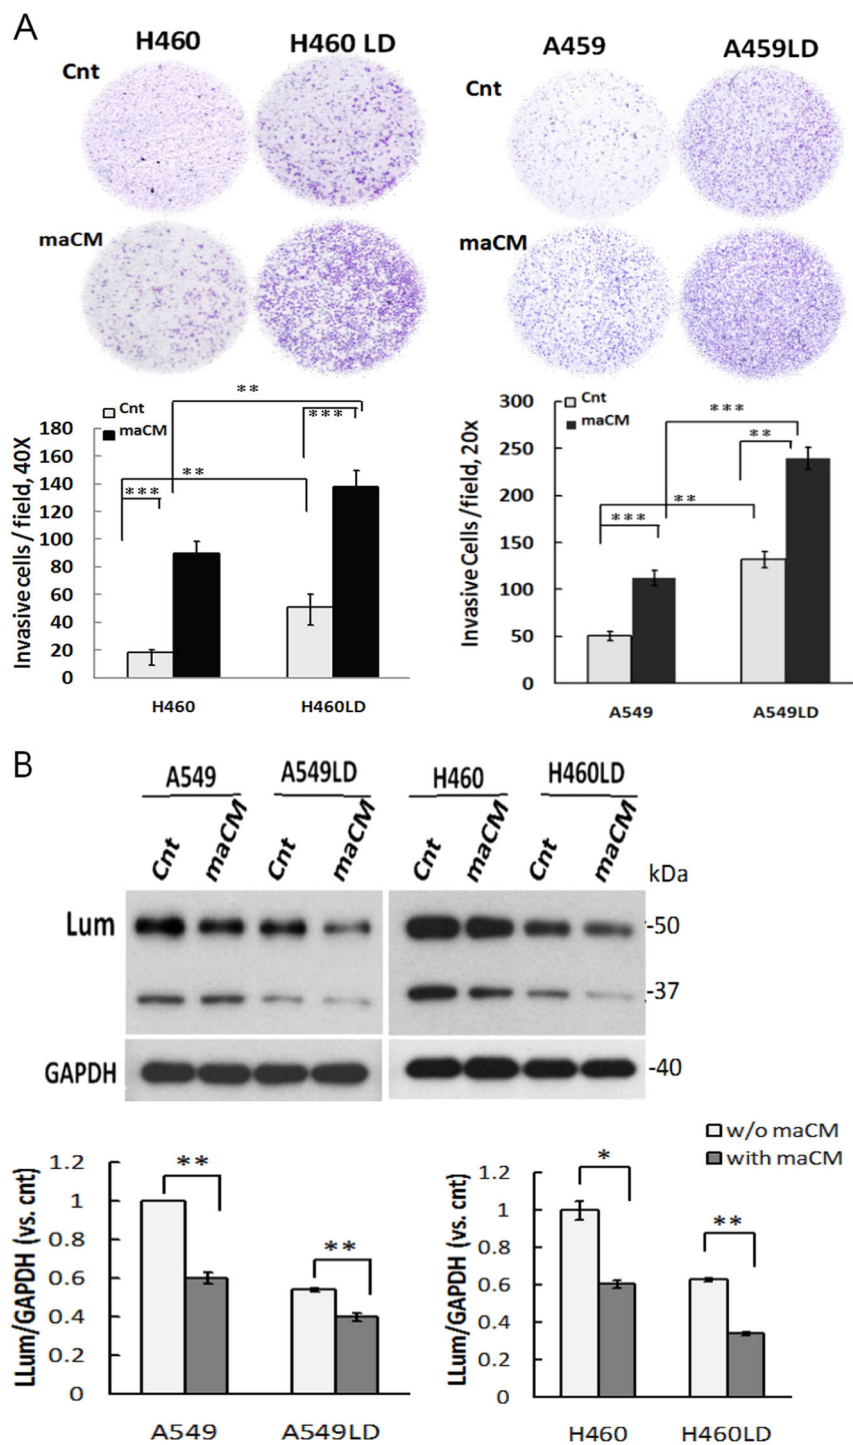 A
H460 H460 LD
Cnt
maCM
A459 A459LD
Cnt
maCM
Invasive cells / field, 40X
180
160
140
120
100
80
60
40
20
0
Cnt
maCM
**
***
**
***
H460 H460LD
Invasive Cells /field, 20x
300
250
200
150
100
50
0
Cnt
maCM
***
**
**
***
A549 A549LD
B
A549 A549LD H460 H460LD
Cnt maCM Cnt maCM Cnt maCM Cnt maCM
kDa
Lum
-50
-37
GAPDH
-40
w/o maCM
with maCM
LLum/GAPDH (vs. cnt)
1.2
1
0.8
0.6
0.4
0.2
0
**
**
A549 A549LD
LLum/GAPDH (vs. cnt)
1.2
1
0.8
0.6
0.4
0.2
0
*
**
H460 H460LD